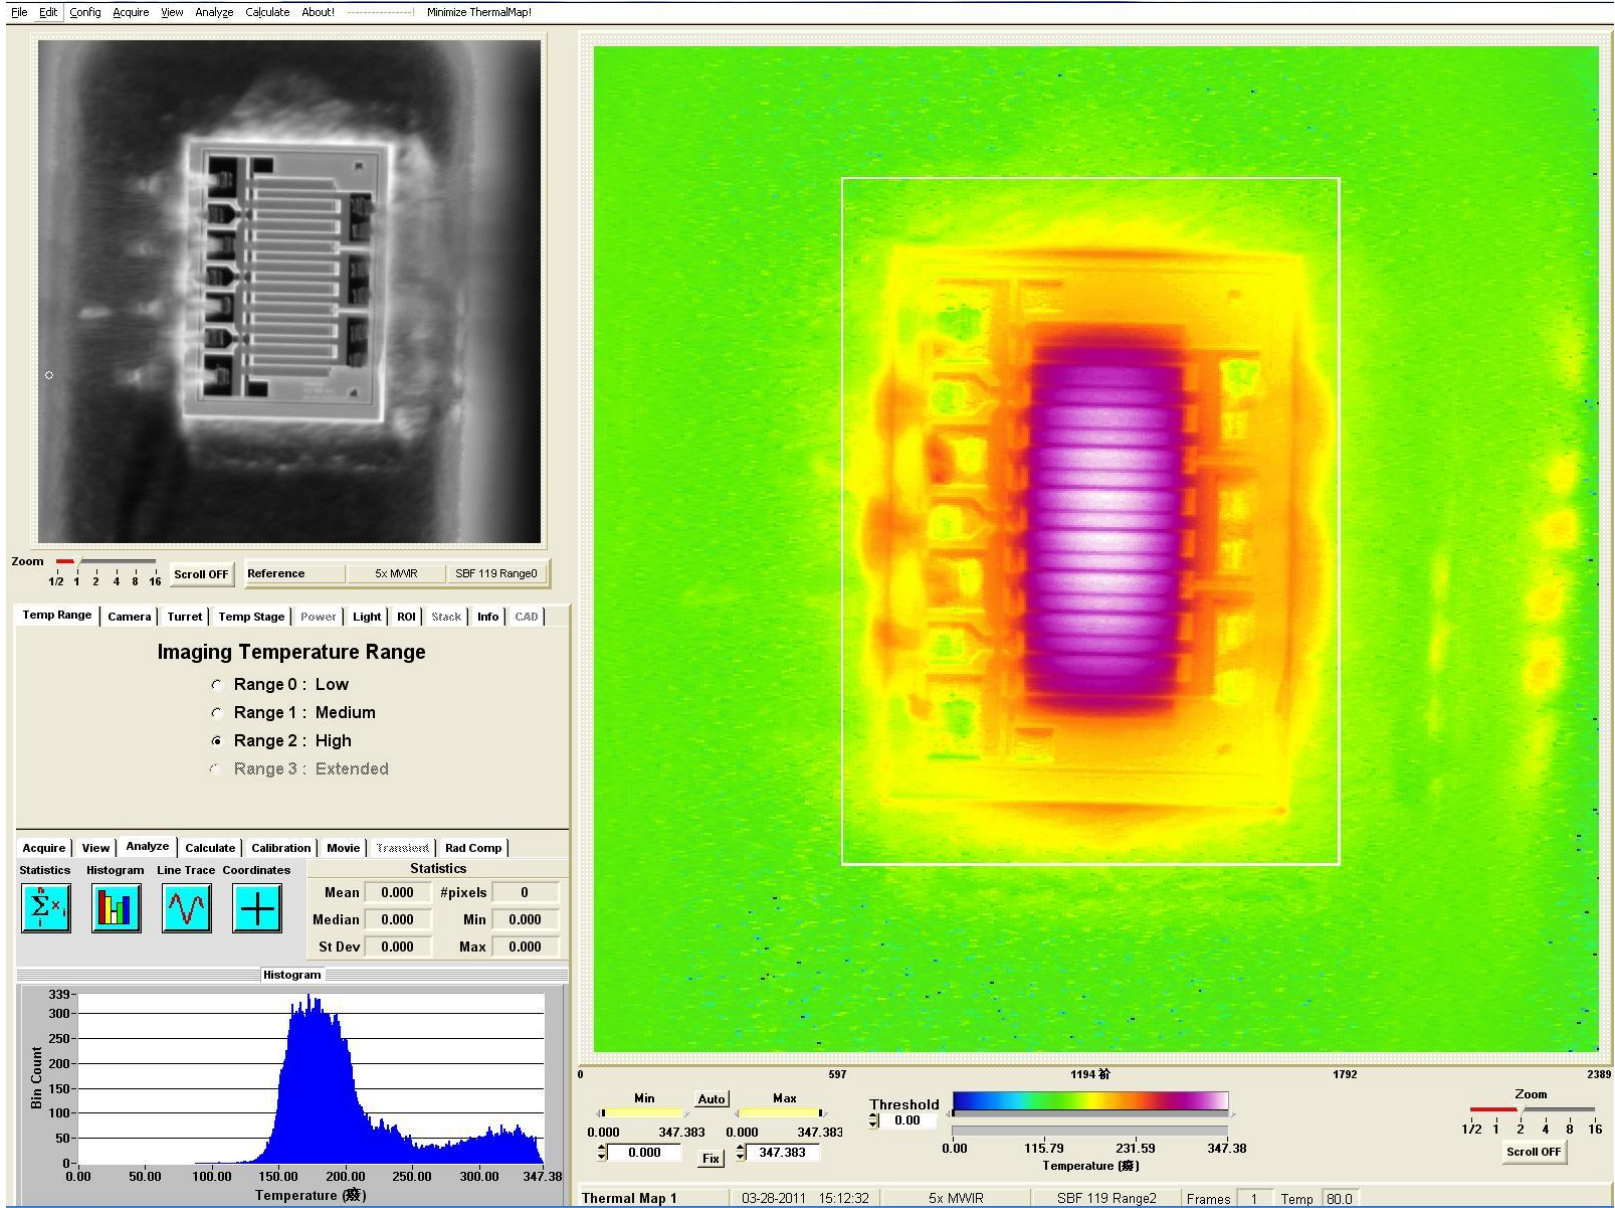 File Edit Config Acquire View Analyze Calculate About! ------------------! Minimize ThermalMap!
Zoom
1/2 1 2 4 8 16
Scroll OFF
Reference 5x MWIR SBF 119 Range0
Temp Range Camera Turret Temp Stage Power Light ROI Stack Info CAD
Imaging Temperature Range
Range 0 : Low
Range 1 : Medium
Range 2 : High
Range 3 : Extended
Acquire View Analyze Calculate Calibration Movie Transient Rad Comp
Statistics Histogram Line Trace Coordinates
Statistics
Mean 0.000 #pixels 0
Median 0.000 Min 0.000
St Dev 0.000 Max 0.000
Histogram
339
300
250
200
150
100
50
0
Bin Count
0.00 50.00 100.00 150.00 200.00 250.00 300.00 347.38
Temperature (癈)
0 597 1194 祄 1792 2389
Min Auto Max
0.000 347.383 0.000 347.383
0.000 Fix 347.383
Threshold
0.00
0.00 115.79 231.59 347.38
Temperature (癈)
Zoom
1/2 1 2 4 8 16
Scroll OFF
Thermal Map 1 03-28-2011 15:12:32 5x MWIR SBF 119 Range2 Frames 1 Temp 80.0